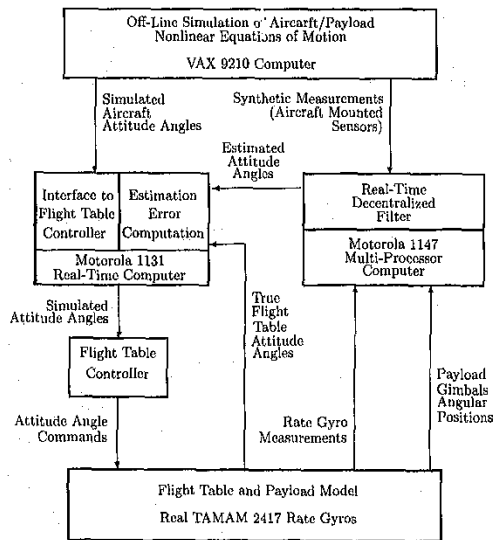 Off-Line Simulation of Aircarft/Payload
Nonlinear Equations of Motion
VAX 9210 Computer
Simulated
Aircraft
Attitude Angles
Synthetic Measurements
(Aircraft Mounted
Sensors)
Estimated
Attitude
Angles
Interface to
Flight Table
Controller
Estimation
Error
Computation
Motorola 1131
Real-Time Computer
Real-Time
Decentralized
Filter
Motorola 1147
Multi-Processor
Computer
Simulated
Attitude Angles
True
Flight
Table
Attitude
Angles
Flight Table
Controller
Payload
Gimbals
Angular
Positions
Attitude Angle
Commands
Rate Gyro
Measurements
Flight Table and Payload Model
Real TAMAM 2417 Rate Gyros